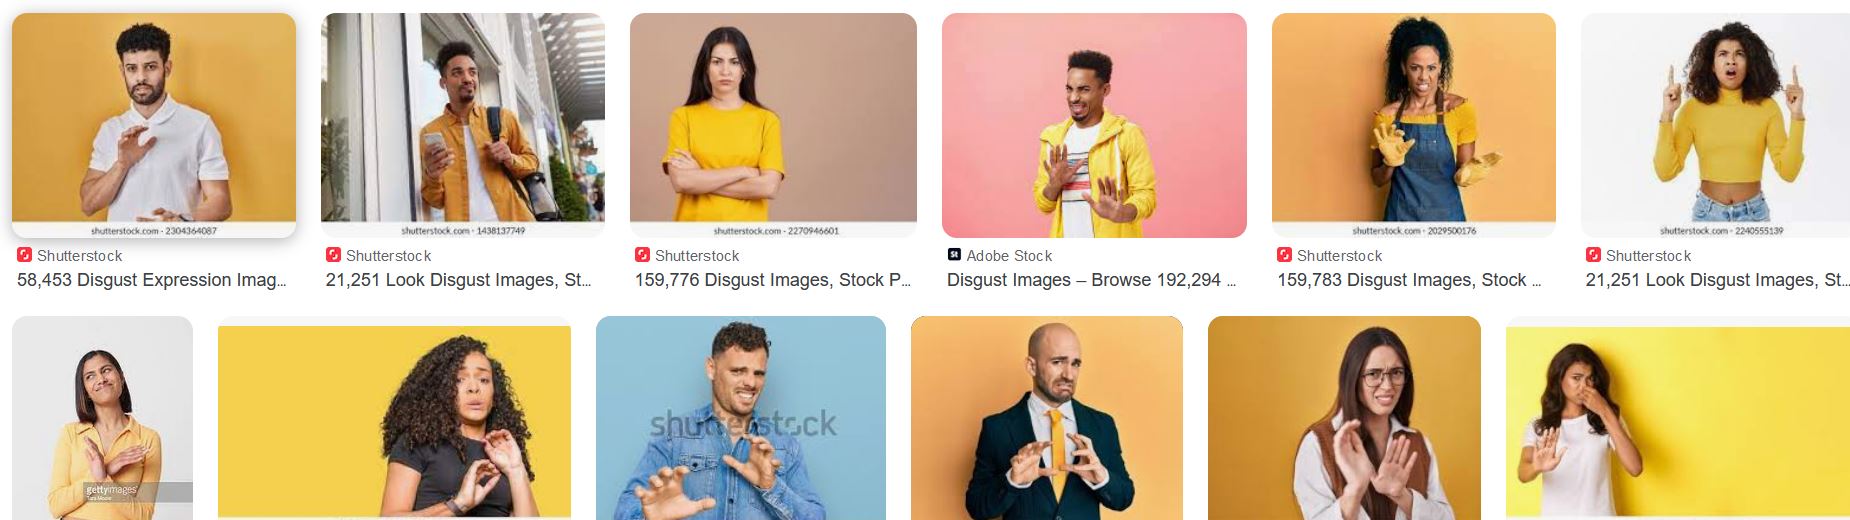 shutterstock.com · 2304364087
shutterstock.com · 1438137749
shutterstock.com · 2270946601
shutterstock.com · 2029500176
shutterstock.com · 2240555139
Shutterstock
Shutterstock
Shutterstock
St Adobe Stock
Shutterstock
Shutterstock
58,453 Disgust Expression Imag...
21,251 Look Disgust Images, St...
159,776 Disgust Images, Stock P...
Disgust Images – Browse 192,294 ...
159,783 Disgust Images, Stock ...
21,251 Look Disgust Images, St...
shutterstock
gettyimages